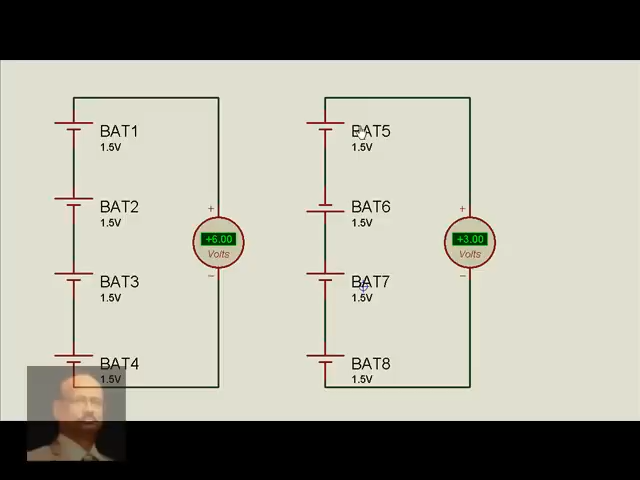 BAT1
1.5V
BAT2
1.5V
BAT3
1.5V
BAT4
1.5V
+
+6.00
Volts
−
BAT5
1.5V
BAT6
1.5V
BAT7
1.5V
BAT8
1.5V
+
+3.00
Volts
−